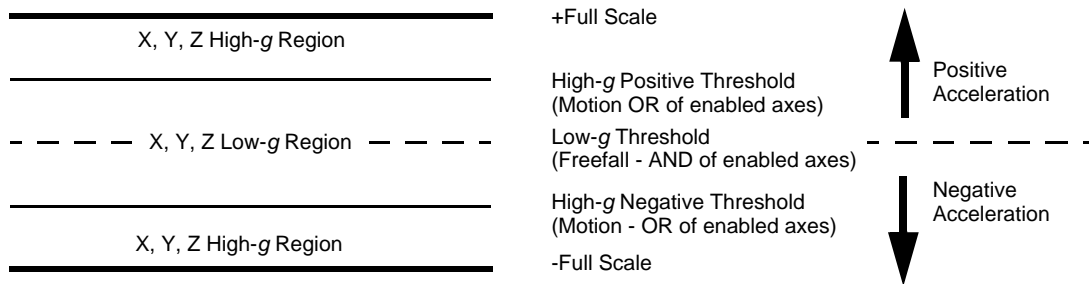 +Full Scale
X, Y, Z High-g Region
High-g Positive Threshold
(Motion OR of enabled axes)
Positive
Acceleration
X, Y, Z Low-g Region
Low-g Threshold
(Freefall - AND of enabled axes)
High-g Negative Threshold
(Motion - OR of enabled axes)
Negative
Acceleration
X, Y, Z High-g Region
-Full Scale